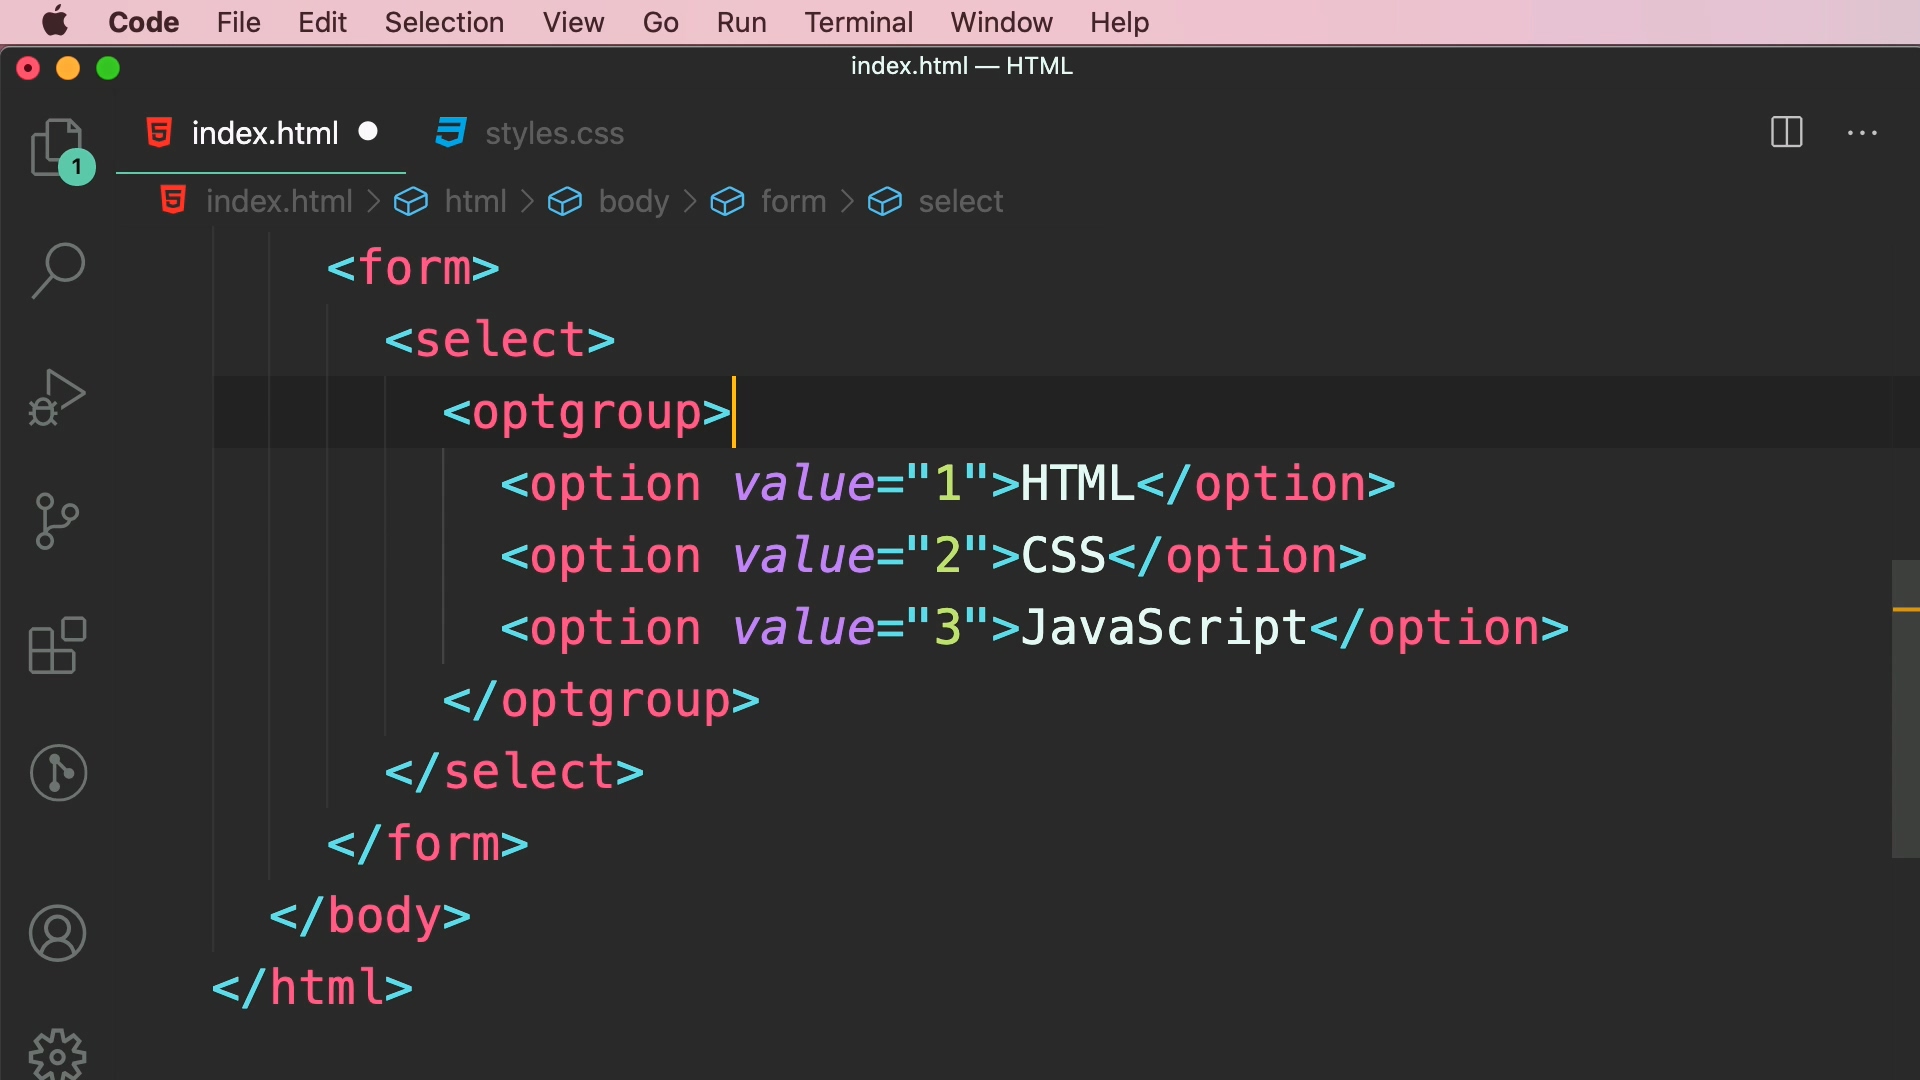 Code File Edit Selection View Go Run Terminal Window Help
index.html — HTML
index.html styles.css
1
index.html > html > body > form > select
<form>
<select>
<optgroup>
<option value="1">HTML</option>
<option value="2">CSS</option>
<option value="3">JavaScript</option>
</optgroup>
</select>
</form>
</body>
</html>